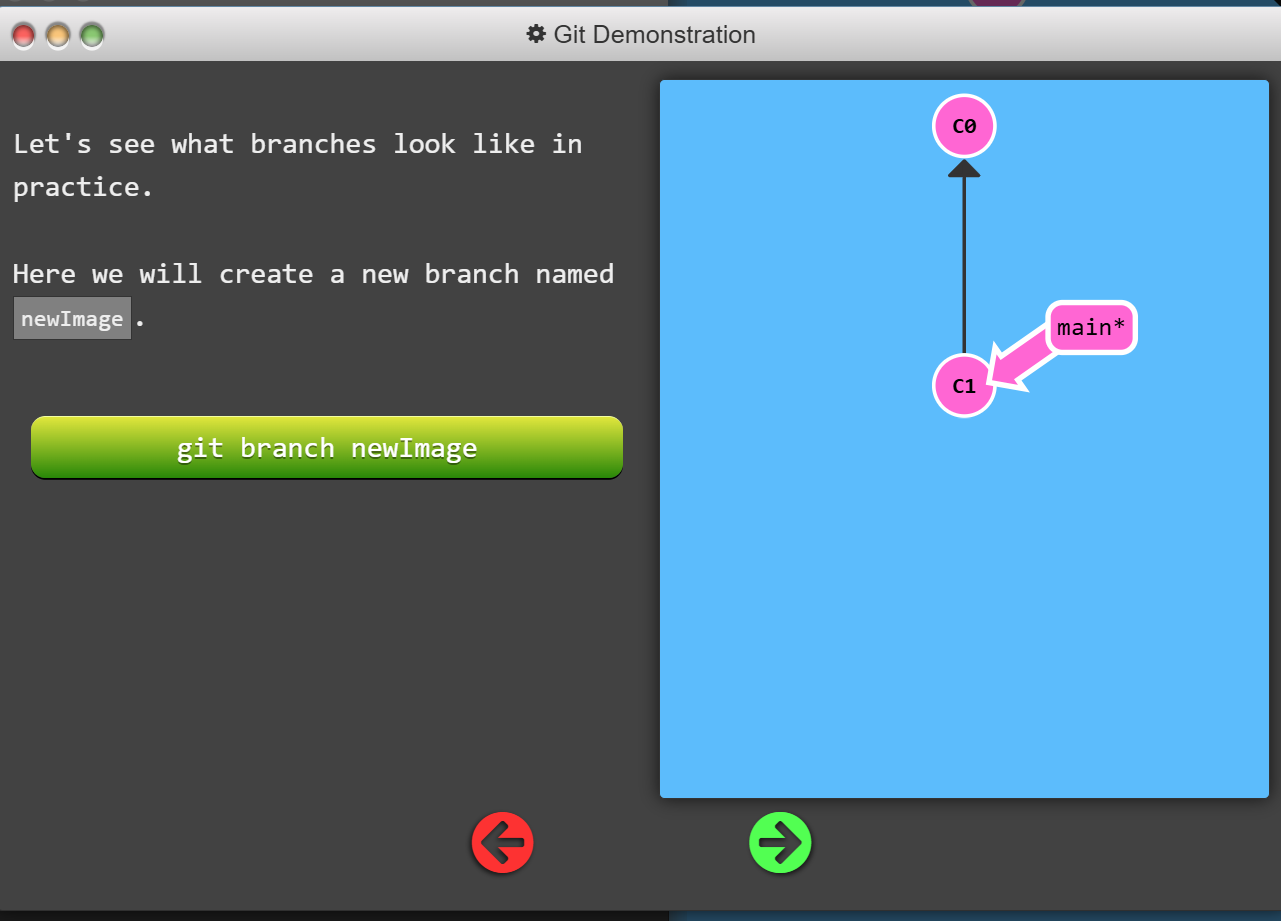 Git Demonstration
Let's see what branches look like in
practice.
Here we will create a new branch named
newImage.
git branch newImage
C0
main*
C1